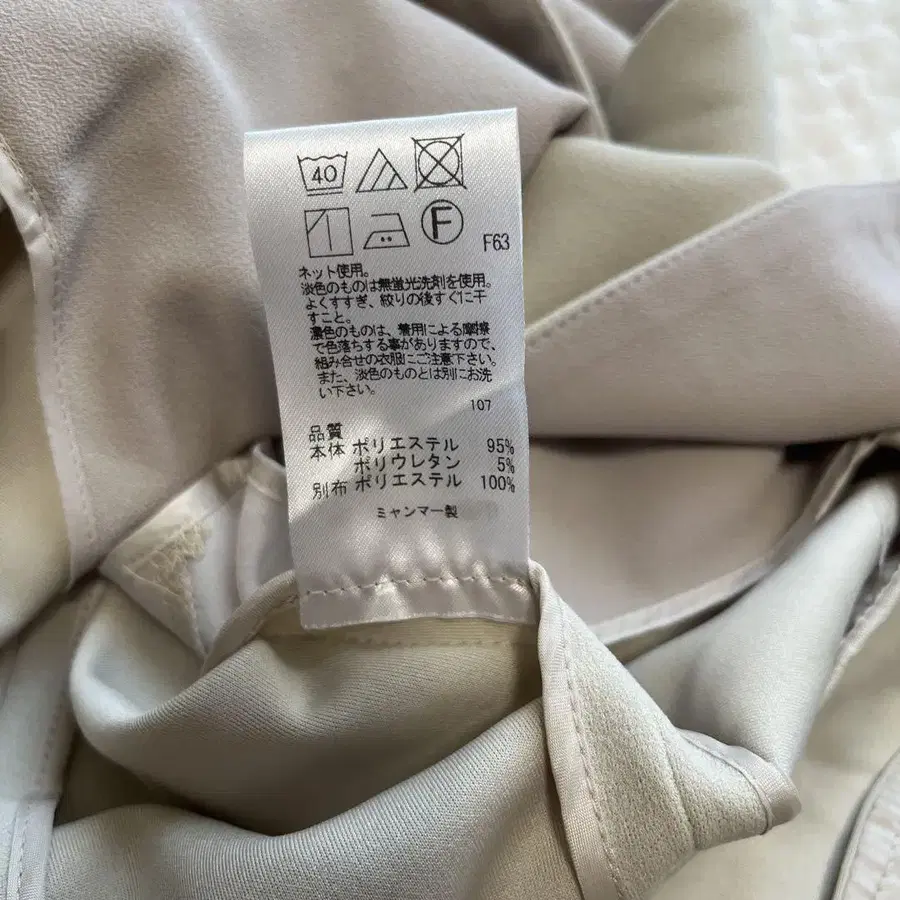 40
F F63
ネット使用。
淡色のものは無蛍光洗剤を使用。
よくすすぎ、絞りの後すぐに干
すこと。
濃色のものは、着用による摩擦
で色落ちする事がありますので、
組み合せの衣服にご注意下さい。
また、淡色のものとは別にお洗
い下さい。
107
品質
本体 ポリエステル 95%
ポリウレタン 5%
別布 ポリエステル 100%
ミャンマー製